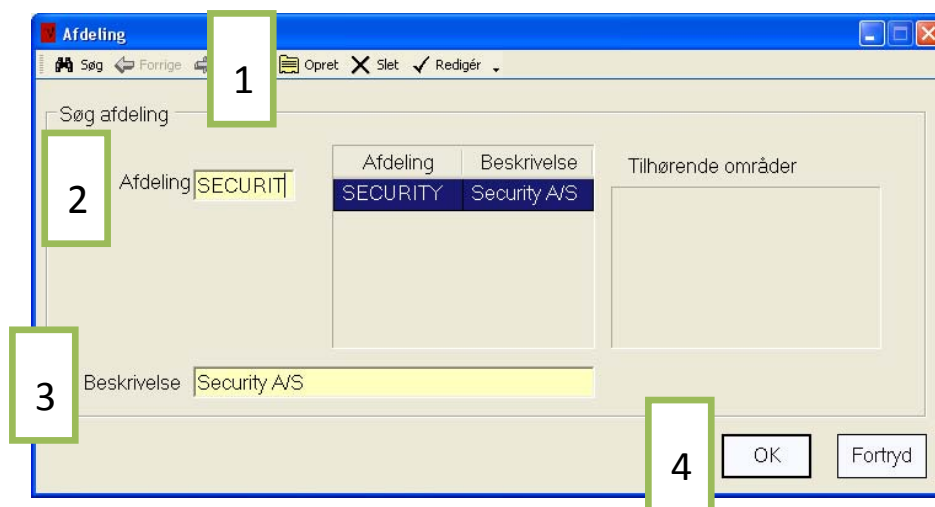 Afdeling
Søg Forrige Opret Slet Redigér
1
Søg afdeling
2
Afdeling SECURIT
Afdeling Beskrivelse
SECURITY Security A/S
Tilhørende områder
3
Beskrivelse Security A/S
4
OK Fortryd